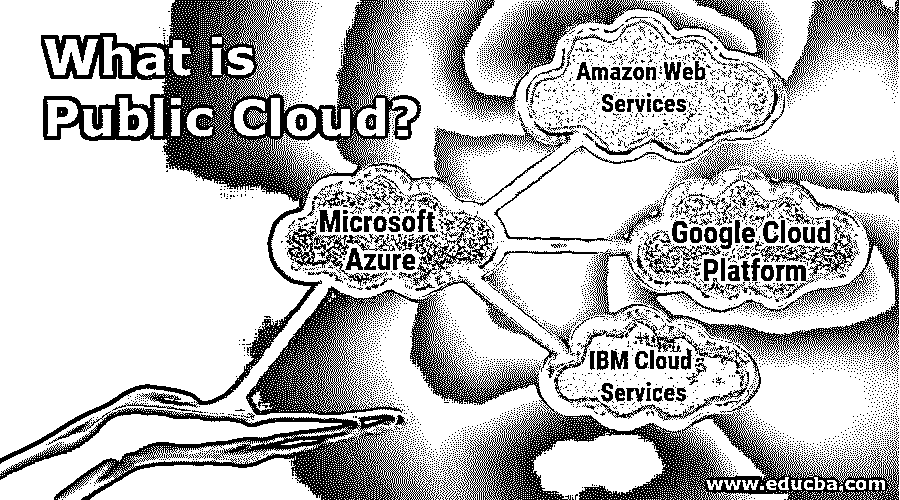 What is
Public Cloud?
Amazon Web
Services
Microsoft
Azure
Google Cloud
Platform
IBM Cloud
Services
www.educba.com